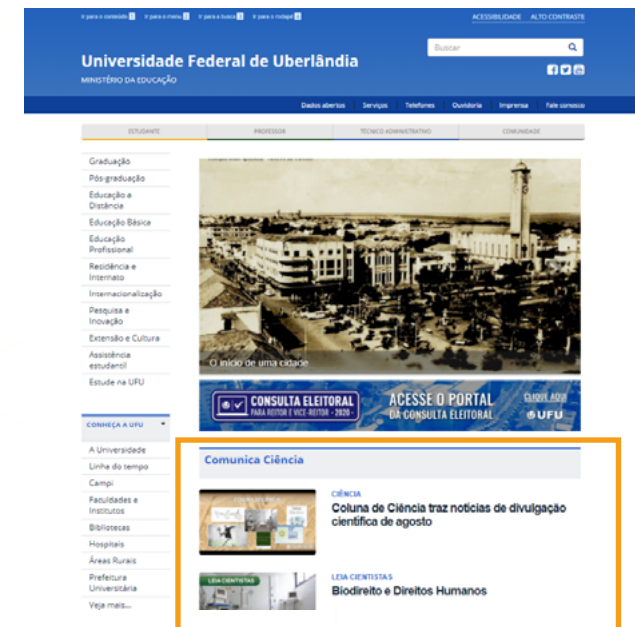 Ir para o conteúdo 1 Ir para o menu 2 Ir para a busca 3 Ir para o rodapé 4
ACESSIBILIDADE ALTO CONTRASTE
Buscar
Universidade Federal de Uberlândia
MINISTÉRIO DA EDUCAÇÃO
Dados abertos Serviços Telefones Ouvidoria Imprensa Fale conosco
ESTUDANTE PROFESSOR TÉCNICO ADMINISTRATIVO COMUNIDADE
Graduação
Pós-graduação
Educação a
Distância
Educação Básica
Educação
Profissional
Residência e
Internato
Internacionalização
Pesquisa e
Inovação
Extensão e Cultura
Assistência
estudantil
Estude na UFU
O início de uma cidade
CONSULTA ELEITORAL
PARA REITOR E VICE-REITOR - 2020 -
ACESSE O PORTAL
DA CONSULTA ELEITORAL
CLIQUE AQUI
UFU
CONHEÇA A UFU
A Universidade
Linha do tempo
Campi
Faculdades e
Institutos
Bibliotecas
Hospitais
Áreas Rurais
Prefeitura
Universitária
Veja mais...
Comunica Ciência
CIÊNCIA
Coluna de Ciência traz notícias de divulgação
científica de agosto
LEIA CIENTISTAS
LEIA CIENTISTAS
Biodireito e Direitos Humanos